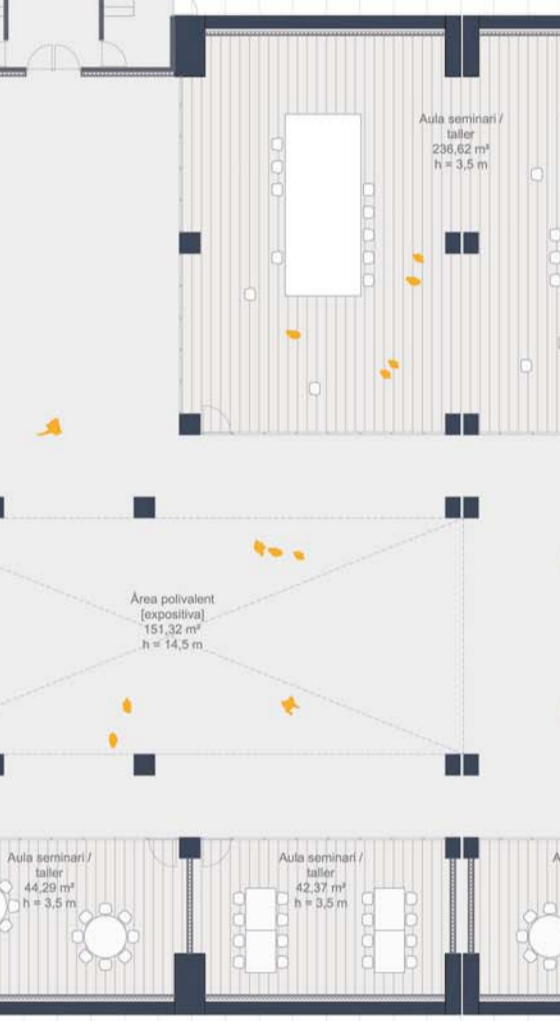 Aula seminari /
taller
236,62 m²
h = 3,5 m
Àrea polivalent
[expositiva]
151,32 m²
h = 14,5 m
Aula seminari /
taller
44,29 m²
h = 3,5 m
Aula seminari /
taller
42,37 m²
h = 3,5 m
A